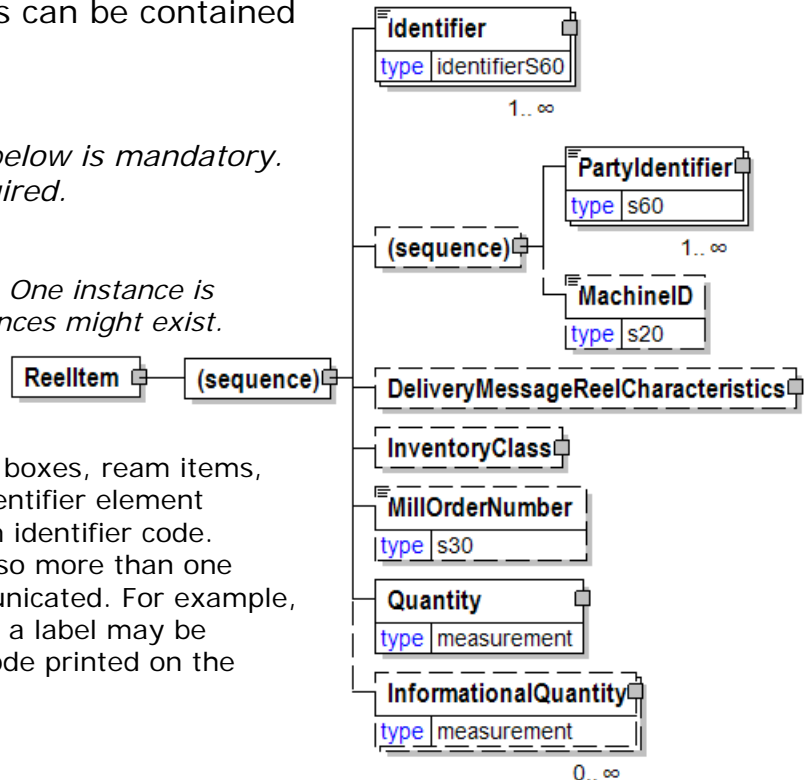 s can be contained
below is mandatory.
ired.
One instance is
nces might exist.
boxes, ream items,
entifier element
n identifier code.
so more than one
unicated. For example,
a label may be
ode printed on the
ReelItem
(sequence)
Identifier
type identifierS60
1.. ∞
(sequence)
PartyIdentifier
type s60
1.. ∞
MachineID
type s20
DeliveryMessageReelCharacteristics
InventoryClass
MillOrderNumber
type s30
Quantity
type measurement
InformationalQuantity
type measurement
0.. ∞